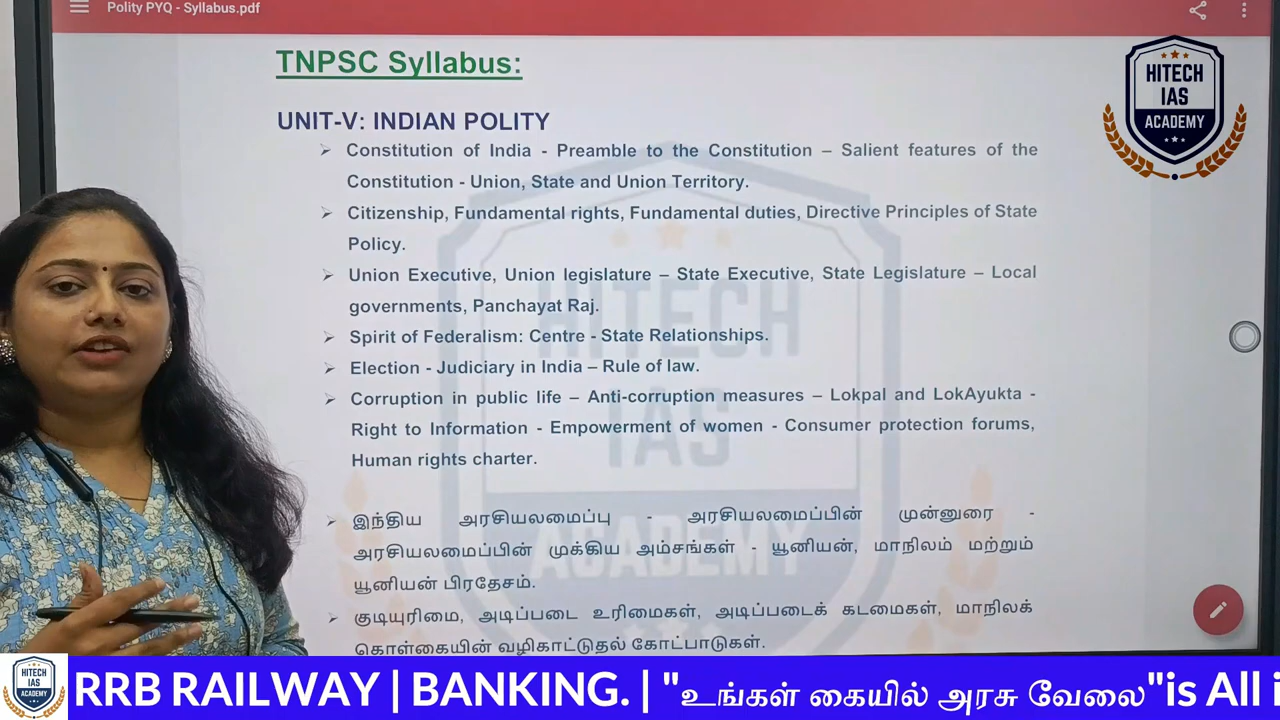 Polity PYQ - Syllabus.pdf
TNPSC Syllabus:
HITECH
IAS
ACADEMY
UNIT-V: INDIAN POLITY
Constitution of India - Preamble to the Constitution – Salient features of the
Constitution - Union, State and Union Territory.
Citizenship, Fundamental rights, Fundamental duties, Directive Principles of State
Policy.
Union Executive, Union legislature – State Executive, State Legislature – Local
governments, Panchayat Raj.
Spirit of Federalism: Centre - State Relationships.
Election - Judiciary in India – Rule of law.
Corruption in public life – Anti-corruption measures – Lokpal and LokAyukta -
Right to Information - Empowerment of women - Consumer protection forums,
Human rights charter.
HITECH
IAS
ACADEMY
இந்திய அரசியலமைப்பு - அரசியலமைப்பின் முன்னுரை -
அரசியலமைப்பின் முக்கிய அம்சங்கள் - யூனியன், மாநிலம் மற்றும்
யூனியன் பிரதேசம்.
குடியுரிமை, அடிப்படை உரிமைகள், அடிப்படைக் கடமைகள், மாநிலக்
கொள்கையின் வழிகாட்டுதல் கோட்பாடுகள்.
HITECH
IAS
ACADEMY
RRB RAILWAY | BANKING. | "உங்கள் கையில் அரசு வேலை"is All i